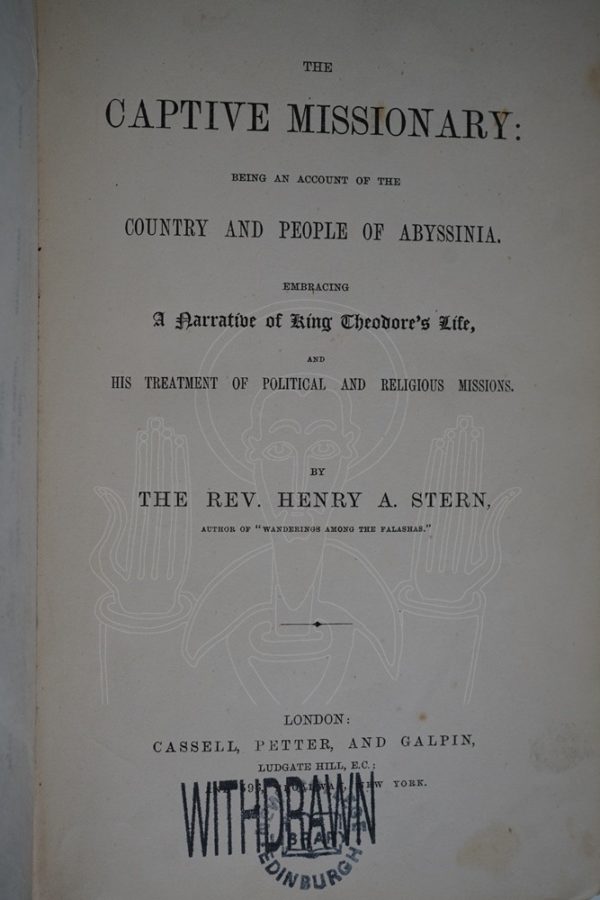 THE
CAPTIVE MISSIONARY:
BEING AN ACCOUNT OF THE
COUNTRY AND PEOPLE OF ABYSSINIA.
EMBRACING
A Narrative of King Theodore's Life,
AND
HIS TREATMENT OF POLITICAL AND RELIGIOUS MISSIONS.
BY
THE REV. HENRY A. STERN,
AUTHOR OF "WANDERINGS AMONG THE FALASHAS."
LONDON:
CASSELL, PETTER, AND GALPIN,
LUDGATE HILL, E.C.;
NEW YORK.
WITHDRAWN
LIBRARY
EDINBURGH